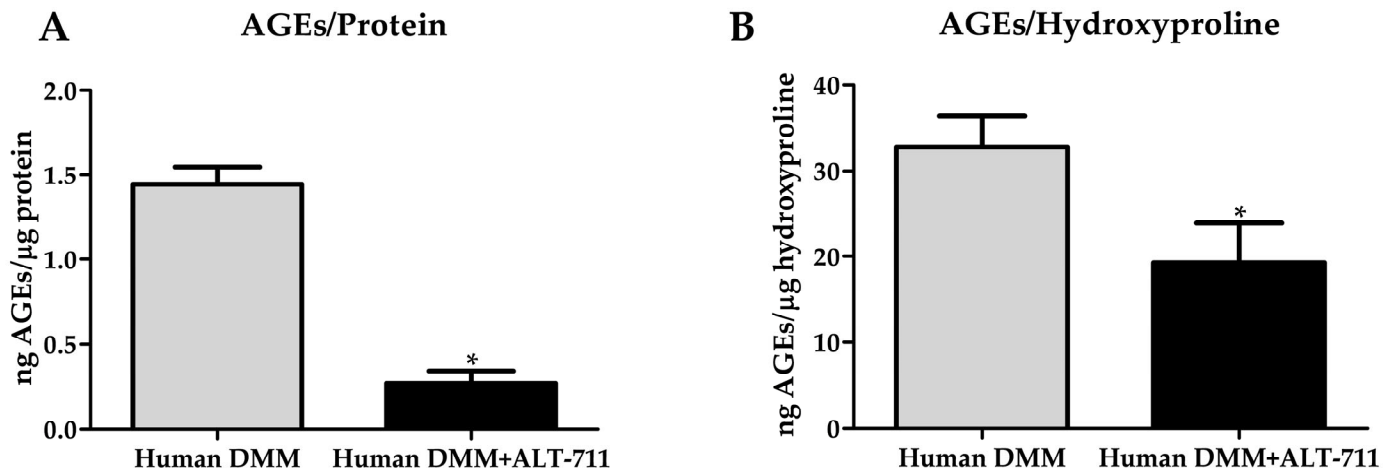 A
AGEs/Protein
ng AGEs/µg protein
2.0
1.5
1.0
0.5
0.0
*
Human DMM
Human DMM+ALT-711
B
AGEs/Hydroxyproline
ng AGEs/µg hydroxyproline
40
30
20
10
0
*
Human DMM
Human DMM+ALT-711